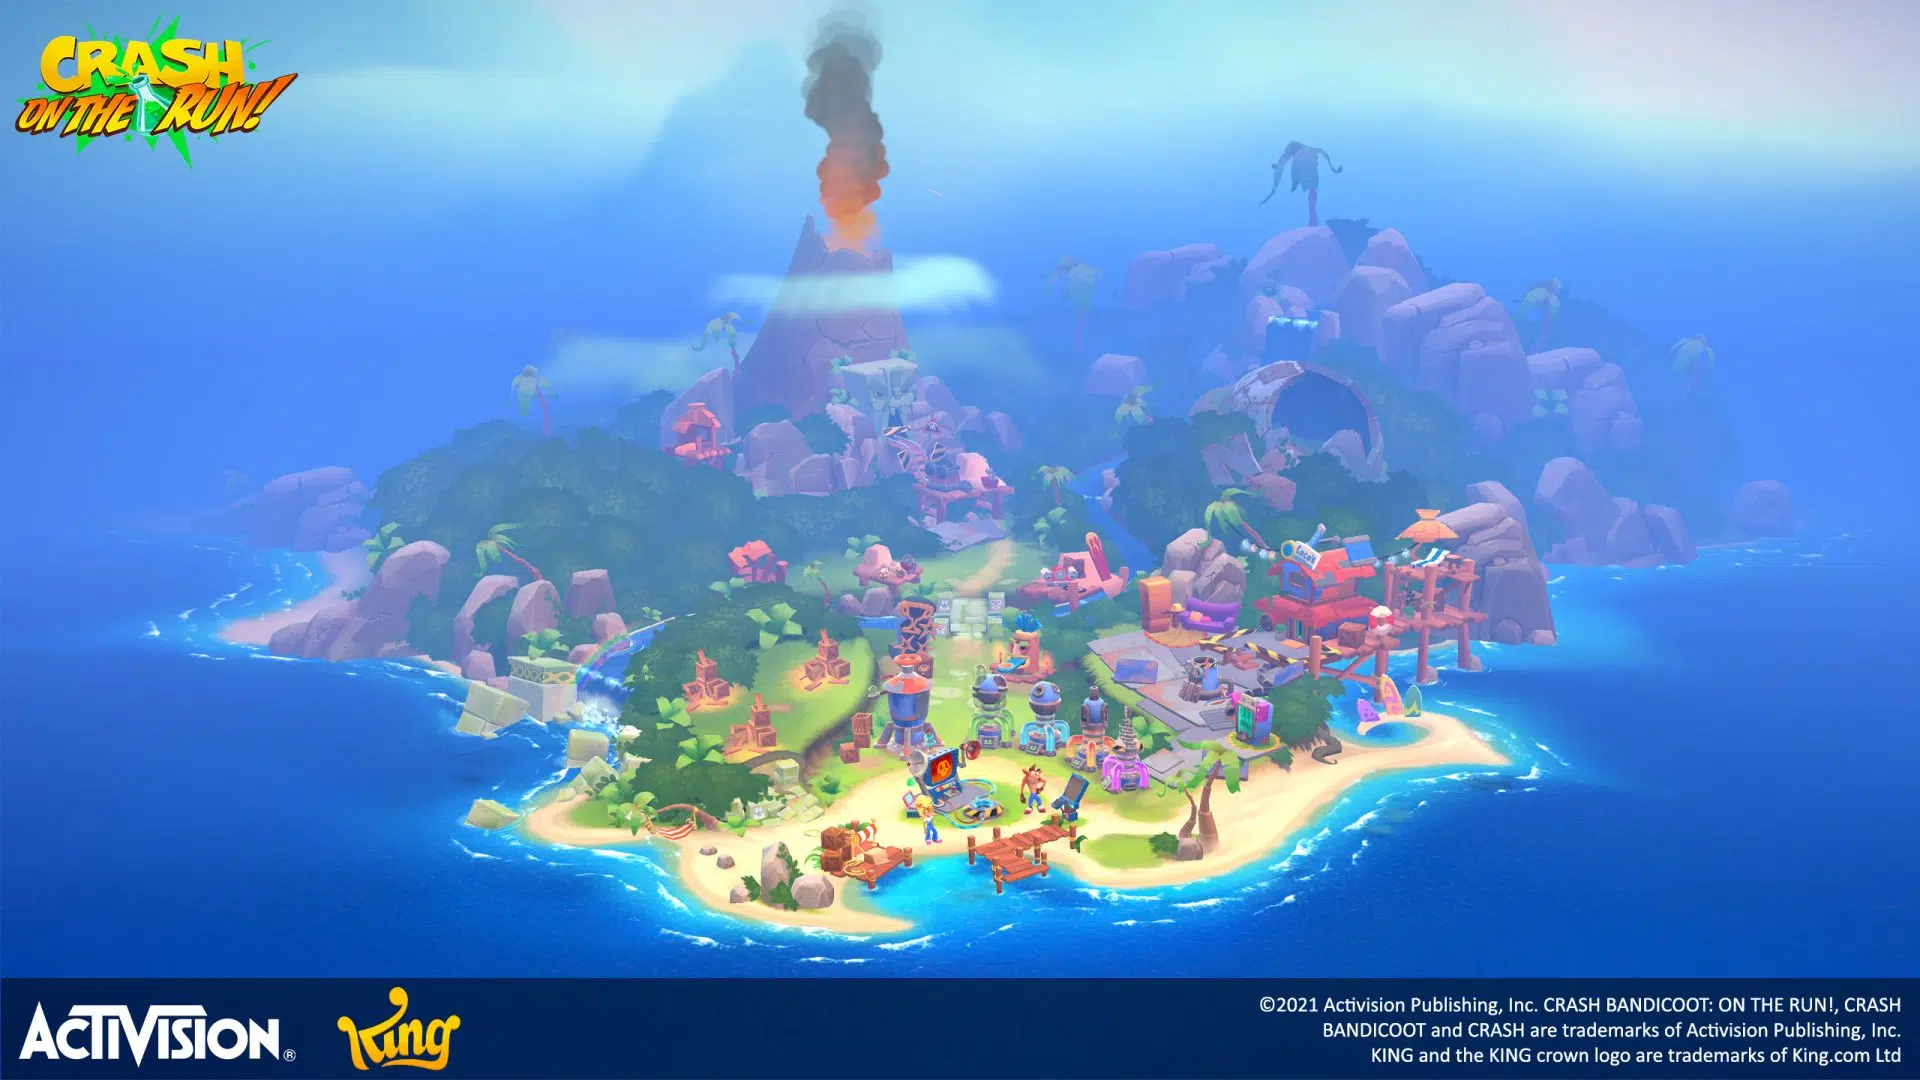 CRASH
ON THE RUN!
Coco's
ACTIVISION®
King
©2021 Activision Publishing, Inc. CRASH BANDICOOT: ON THE RUN!, CRASH
BANDICOOT and CRASH are trademarks of Activision Publishing, Inc.
KING and the KING crown logo are trademarks of King.com Ltd